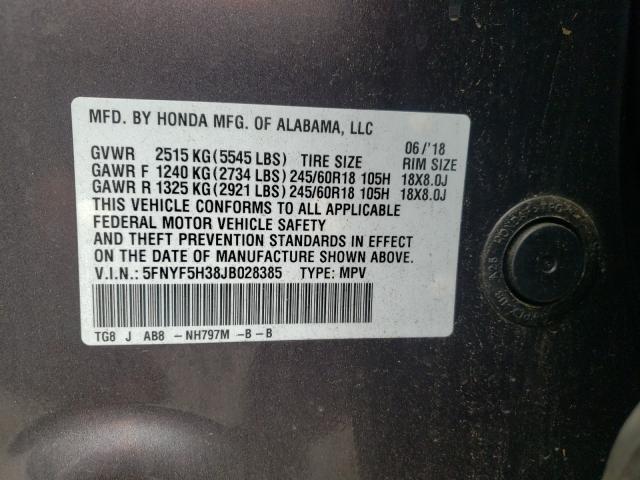 MFD. BY HONDA MFG. OF ALABAMA, LLC
06/'18
GVWR 2515 KG (5545 LBS) TIRE SIZE RIM SIZE
GAWR F 1240 KG (2734 LBS) 245/60R18 105H 18X8.0J
GAWR R 1325 KG (2921 LBS) 245/60R18 105H 18X8.0J
THIS VEHICLE CONFORMS TO ALL APPLICABLE
FEDERAL MOTOR VEHICLE SAFETY
AND THEFT PREVENTION STANDARDS IN EFFECT
ON THE DATE OF MANUFACTURE SHOWN ABOVE.
V.I.N.: 5FNYF5H38JB028385 TYPE: MPV
TG8 J AB8 -NH797M -B -B